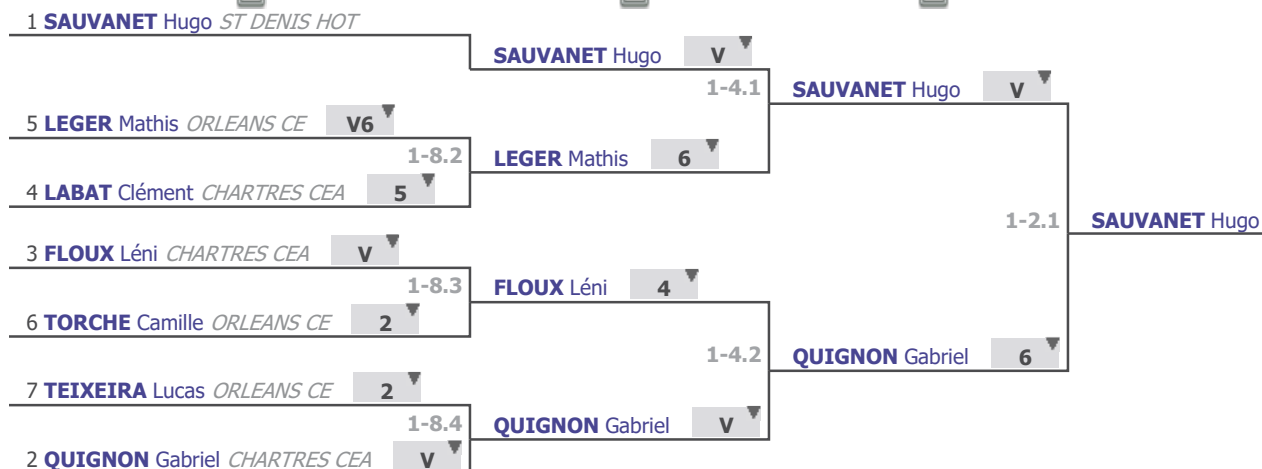 1 SAUVANET Hugo ST DENIS HOT
SAUVANET Hugo V
1-4.1
SAUVANET Hugo V
5 LEGER Mathis ORLEANS CE V6
1-8.2
LEGER Mathis 6
4 LABAT Clément CHARTRES CEA 5
1-2.1
SAUVANET Hugo
3 FLOUX Léni CHARTRES CEA V
1-8.3
FLOUX Léni 4
6 TORCHE Camille ORLEANS CE 2
1-4.2
QUIGNON Gabriel 6
7 TEIXEIRA Lucas ORLEANS CE 2
1-8.4
QUIGNON Gabriel V
2 QUIGNON Gabriel CHARTRES CEA V